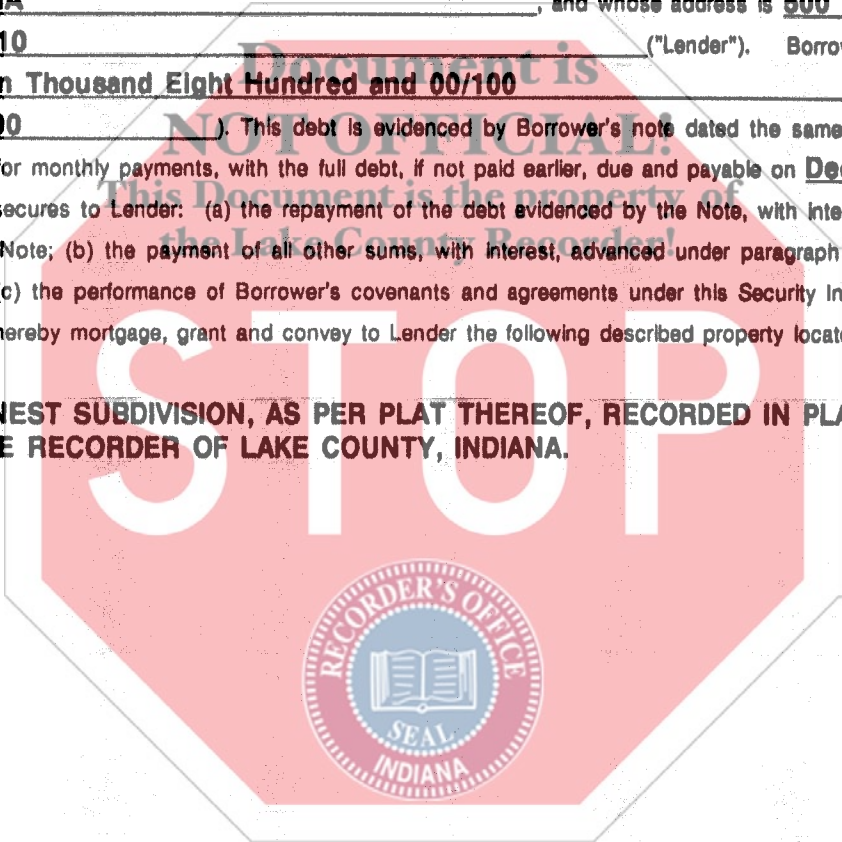 , and whose address is 800
10 ("Lender"). Borrow
n Thousand Eight Hundred and 00/100
00 ). This debt is evidenced by Borrower's note dated the same
for monthly payments, with the full debt, if not paid earlier, due and payable on Dec
secures to Lender: (a) the repayment of the debt evidenced by the Note, with inte
Note; (b) the payment of all other sums, with interest, advanced under paragraph
(c) the performance of Borrower's covenants and agreements under this Security In
hereby mortgage, grant and convey to Lender the following described property locate
NEST SUBDIVISION, AS PER PLAT THEREOF, RECORDED IN PLA
E RECORDER OF LAKE COUNTY, INDIANA.
Document is
NOT OFFICIAL!
This Document is the property of
the Lake County Recorder!
STOP
RECORDER'S OFFICE
SEAL
INDIANA